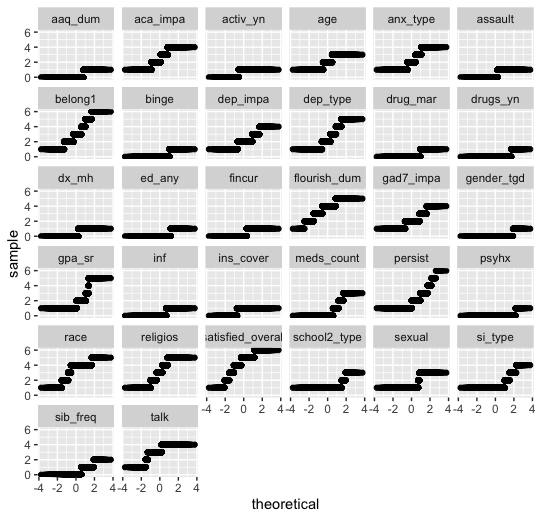 aaq_dum aca_impa activ_yn age anx_type assault
6
4
2
0
belong1 binge dep_impa dep_type drug_mar drugs_yn
6
4
2
0
dx_mh ed_any fincur flourish_dum gad7_impa gender_tgd
6
4
2
0
gpa_sr inf ins_cover meds_count persist psyhx
6
4
2
0
race religios satisfied_overal school2_type sexual si_type
6
4
2
0
sib_freq talk
6
4
2
0
-4 -2 0 2 4 -4 -2 0 2 4 -4 -2 0 2 4 -4 -2 0 2 4 -4 -2 0 2 4 -4 -2 0 2 4
sample
theoretical